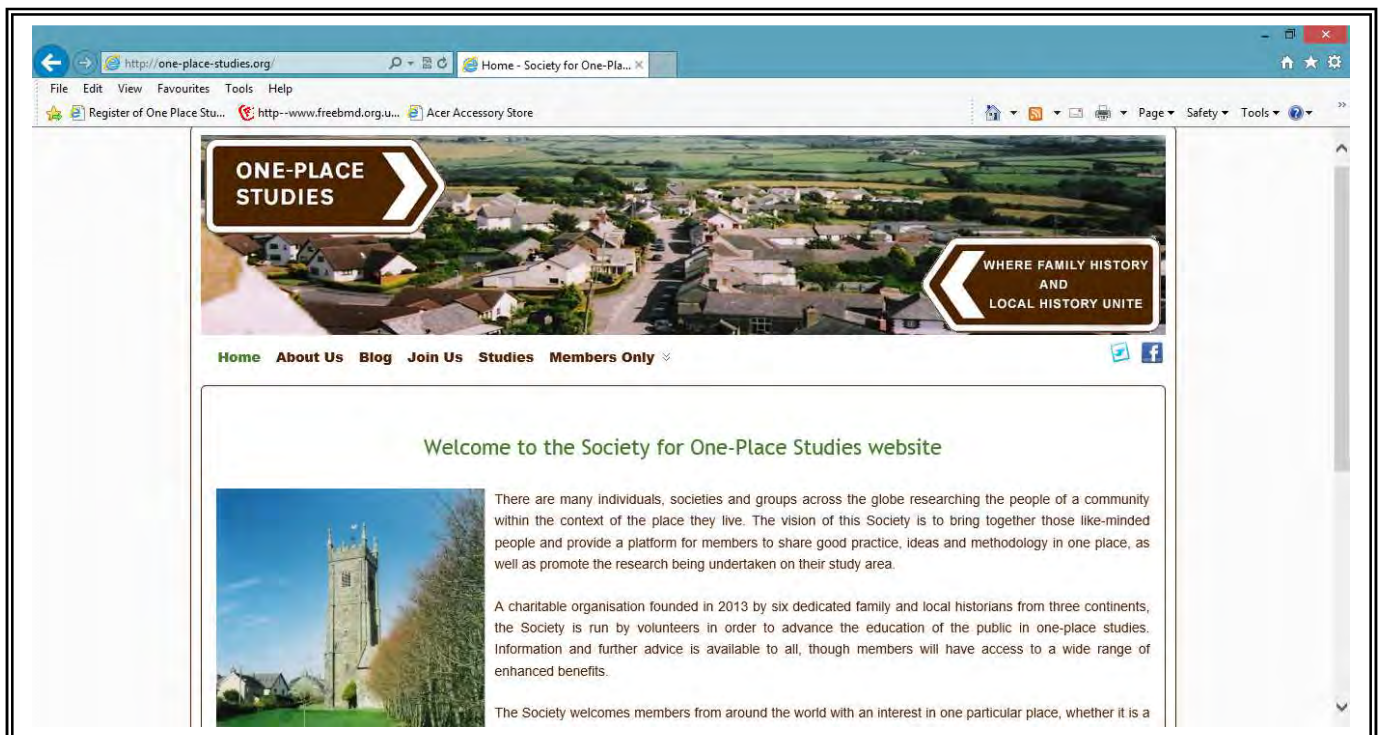 http://one-place-studies.org/
Home - Society for One-Pla...
File Edit View Favourites Tools Help
Register of One Place Stu... http--www.freebmd.org.u... Acer Accessory Store
Page Safety Tools
ONE-PLACE
STUDIES
WHERE FAMILY HISTORY
AND
LOCAL HISTORY UNITE
Home About Us Blog Join Us Studies Members Only
Welcome to the Society for One-Place Studies website
There are many individuals, societies and groups across the globe researching the people of a community
within the context of the place they live. The vision of this Society is to bring together those like-minded
people and provide a platform for members to share good practice, ideas and methodology in one place, as
well as promote the research being undertaken on their study area.
A charitable organisation founded in 2013 by six dedicated family and local historians from three continents,
the Society is run by volunteers in order to advance the education of the public in one-place studies.
Information and further advice is available to all, though members will have access to a wide range of
enhanced benefits.
The Society welcomes members from around the world with an interest in one particular place, whether it is a